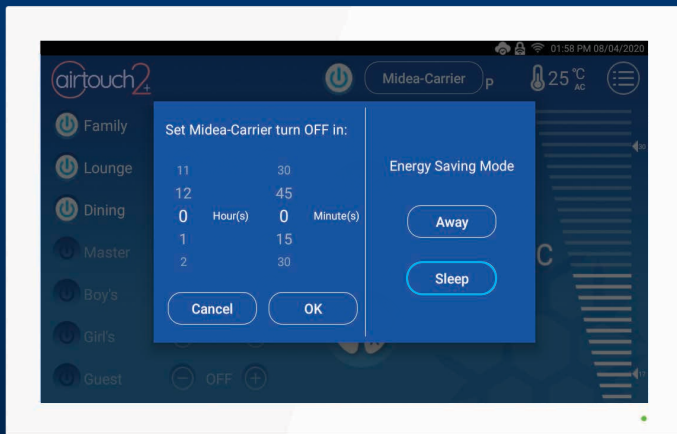 01:58 PM 08/04/2020
airtouch2+
Midea-Carrier P
25 °C
AC
Family
Lounge
Dining
Master
Boy's
Girl's
Guest
Set Midea-Carrier turn OFF in:
11 30
12 45
0 Hour(s) 0 Minute(s)
1 15
2 30
Cancel OK
Energy Saving Mode
Away
Sleep
30
C
OFF
17